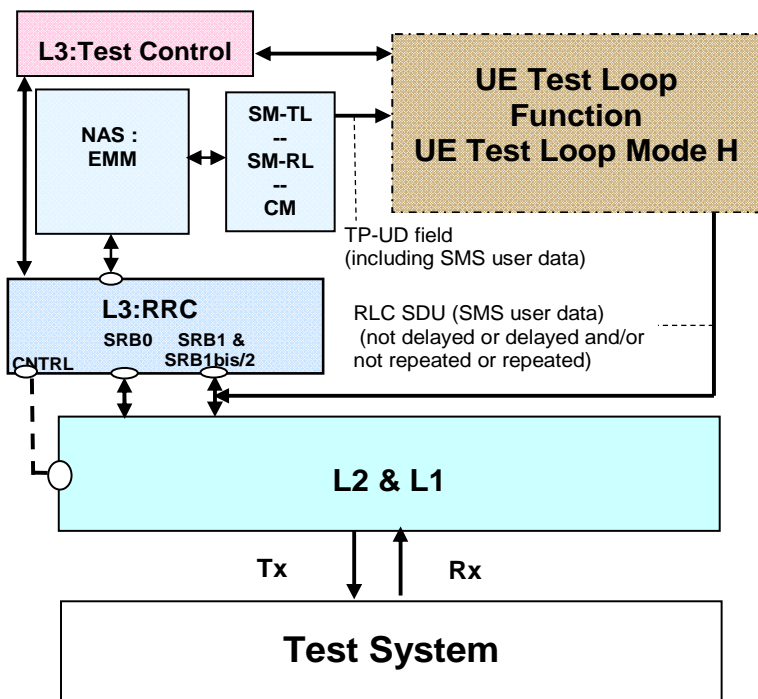 L3:Test Control
UE Test Loop
Function
UE Test Loop Mode H
NAS :
EMM
SM-TL
--
SM-RL
--
CM
TP-UD field
(including SMS user data)
L3:RRC
SRB0
SRB1 &
SRB1bis/2
CNTRL
RLC SDU (SMS user data)
(not delayed or delayed and/or
not repeated or repeated)
L2 & L1
Tx
Rx
Test System